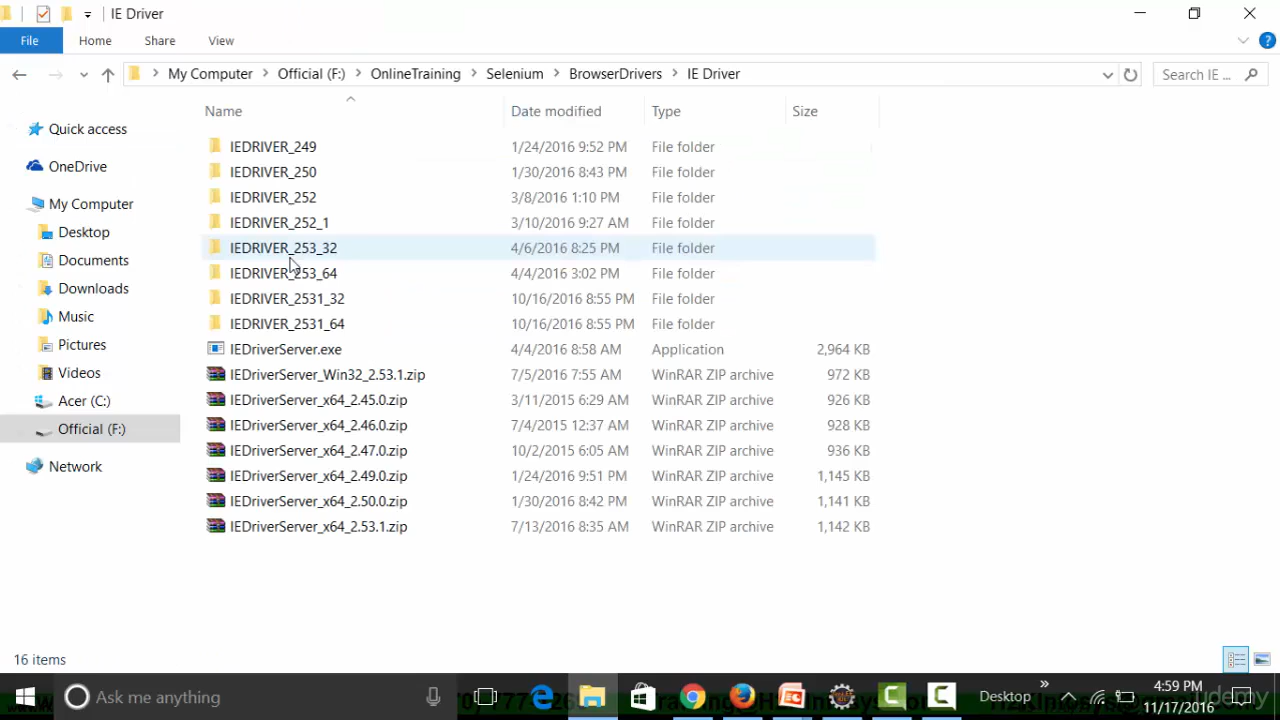 IE Driver
File Home Share View
My Computer Official (F:) OnlineTraining Selenium BrowserDrivers IE Driver Search IE ...
Name Date modified Type Size
Quick access
OneDrive
My Computer
Desktop
Documents
Downloads
Music
Pictures
Videos
Acer (C:)
Official (F:)
Network
IEDRIVER_249 1/24/2016 9:52 PM File folder
IEDRIVER_250 1/30/2016 8:43 PM File folder
IEDRIVER_252 3/8/2016 1:10 PM File folder
IEDRIVER_252_1 3/10/2016 9:27 AM File folder
IEDRIVER_253_32 4/6/2016 8:25 PM File folder
IEDRIVER_253_64 4/4/2016 3:02 PM File folder
IEDRIVER_2531_32 10/16/2016 8:55 PM File folder
IEDRIVER_2531_64 10/16/2016 8:55 PM File folder
IEDriverServer.exe 4/4/2016 8:58 AM Application 2,964 KB
IEDriverServer_Win32_2.53.1.zip 7/5/2016 7:55 AM WinRAR ZIP archive 972 KB
IEDriverServer_x64_2.45.0.zip 3/11/2015 6:29 AM WinRAR ZIP archive 926 KB
IEDriverServer_x64_2.46.0.zip 7/4/2015 12:37 AM WinRAR ZIP archive 928 KB
IEDriverServer_x64_2.47.0.zip 10/2/2015 6:05 AM WinRAR ZIP archive 936 KB
IEDriverServer_x64_2.49.0.zip 1/24/2016 9:51 PM WinRAR ZIP archive 1,145 KB
IEDriverServer_x64_2.50.0.zip 1/30/2016 8:42 PM WinRAR ZIP archive 1,141 KB
IEDriverServer_x64_2.53.1.zip 7/13/2016 8:35 AM WinRAR ZIP archive 1,142 KB
16 items
Ask me anything
Desktop
4:59 PM
11/17/2016
udemy